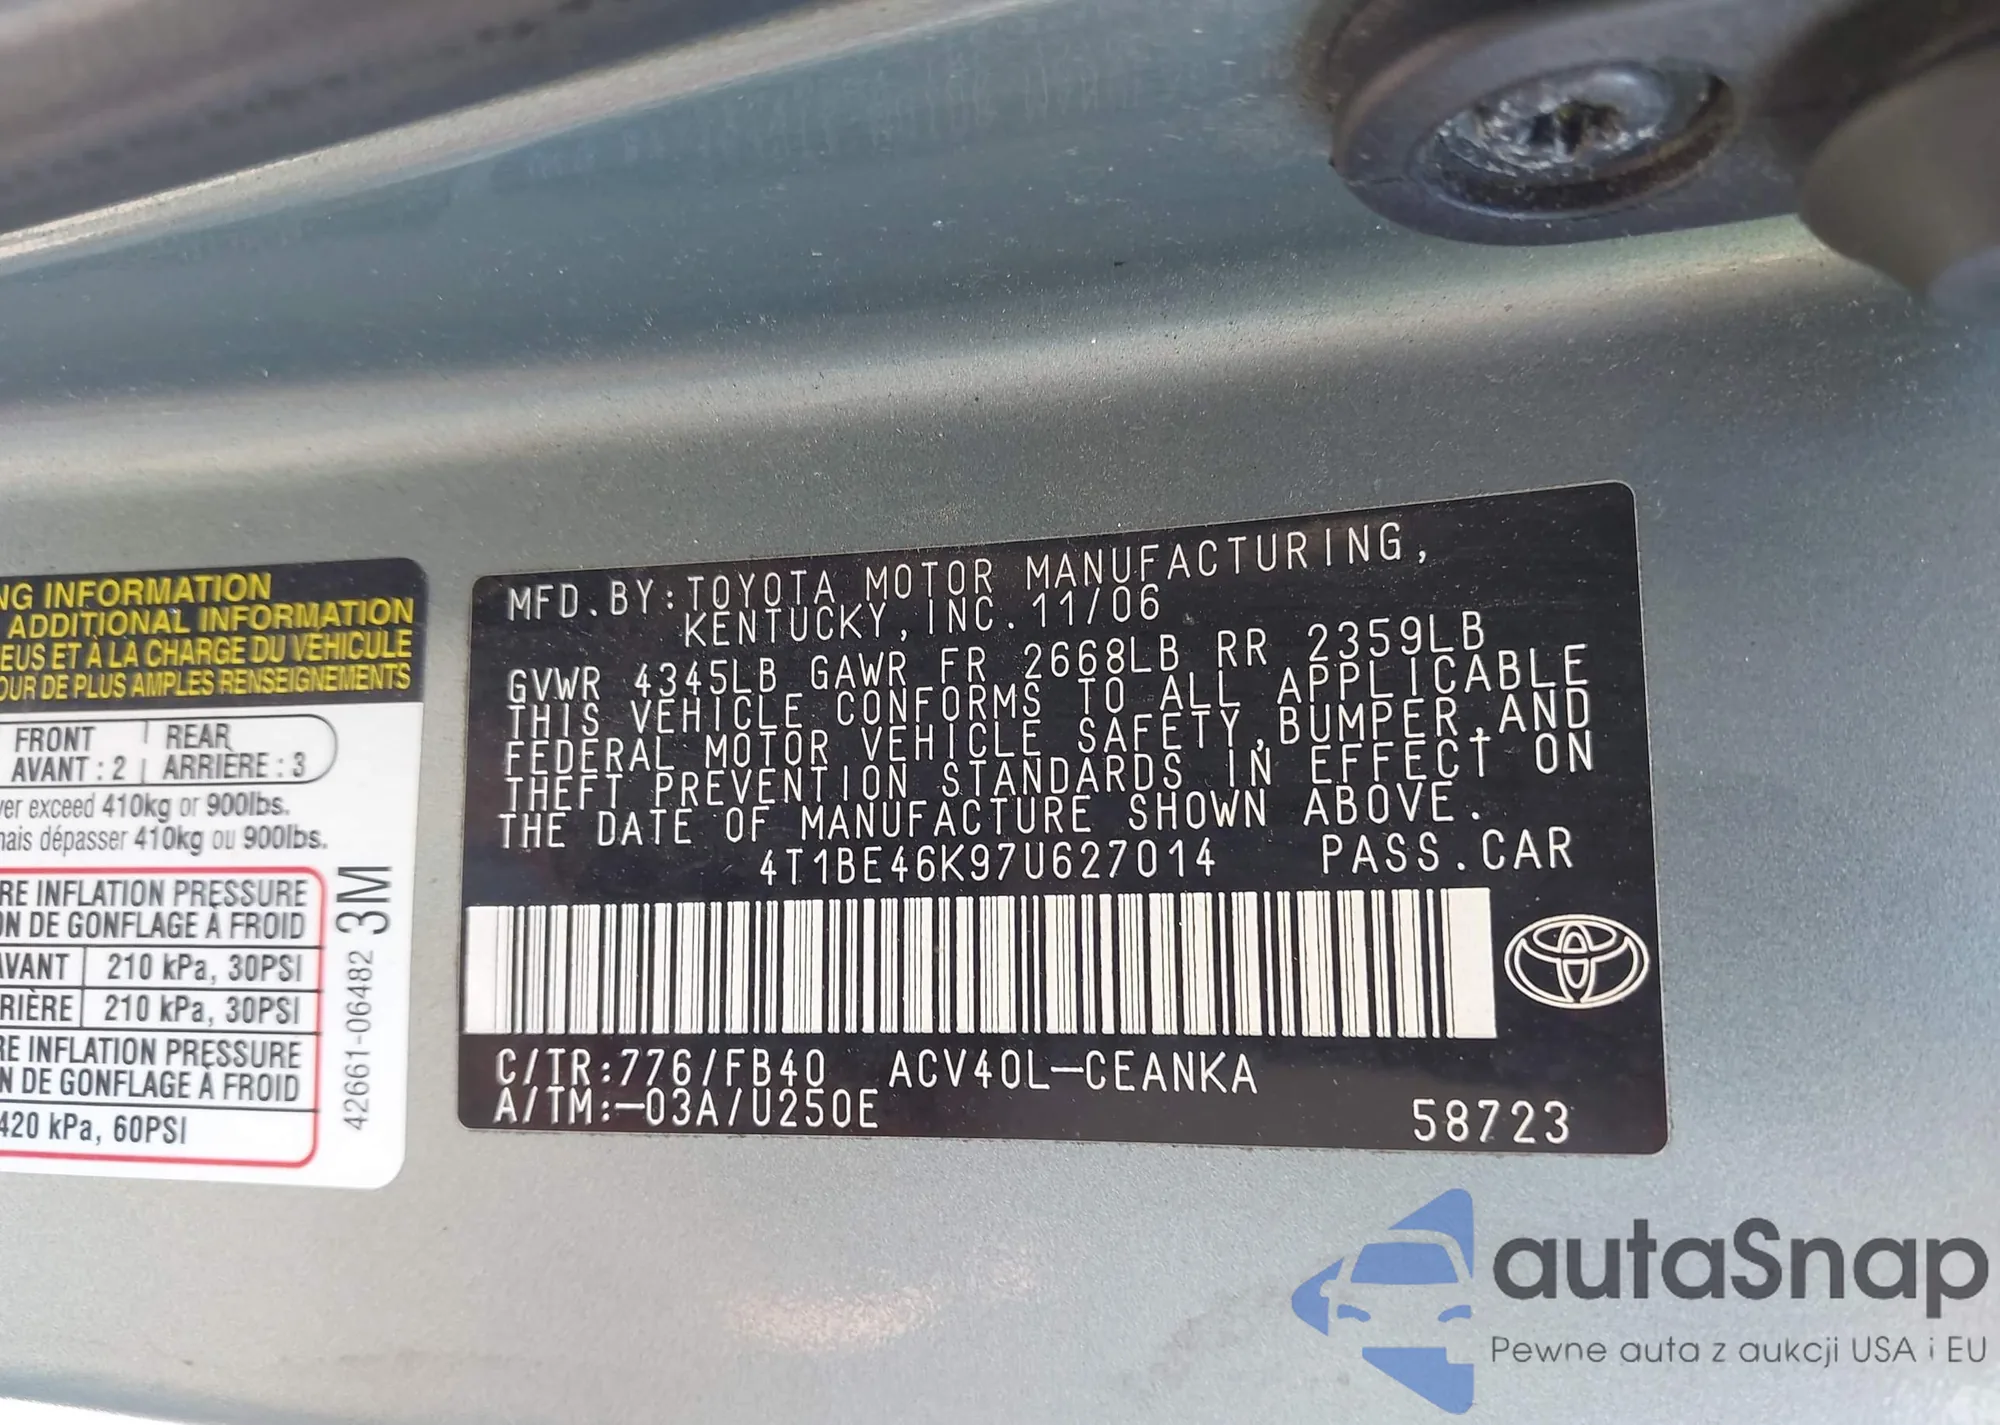 NG INFORMATION
ADDITIONAL INFORMATION
EUS ET À LA CHARGE DU VÉHICULE
OUR DE PLUS AMPLES RENSEIGNEMENTS
FRONT REAR
AVANT : 2 ARRIÈRE : 3
ver exceed 410kg or 900lbs.
mais dépasser 410kg ou 900lbs.
RE INFLATION PRESSURE
ON DE GONFLAGE À FROID
AVANT 210 kPa, 30PSI
RIÈRE 210 kPa, 30PSI
RE INFLATION PRESSURE
N DE GONFLAGE À FROID
420 kPa, 60PSI
42661-06482 3M
MFD.BY:TOYOTA MOTOR MANUFACTURING,
KENTUCKY,INC.11/06
GVWR 4345LB GAWR FR 2668LB RR 2359LB
THIS VEHICLE CONFORMS TO ALL APPLICABLE
FEDERAL MOTOR VEHICLE SAFETY,BUMPER,AND
THEFT PREVENTION STANDARDS IN EFFECT ON
THE DATE OF MANUFACTURE SHOWN ABOVE.
4T1BE46K97U627014 PASS.CAR
C/TR:776/FB40 ACV40L-CEANKA
A/TM:-03A/U250E
58723
autaSnap
Pewne auta z aukcji USA i EU